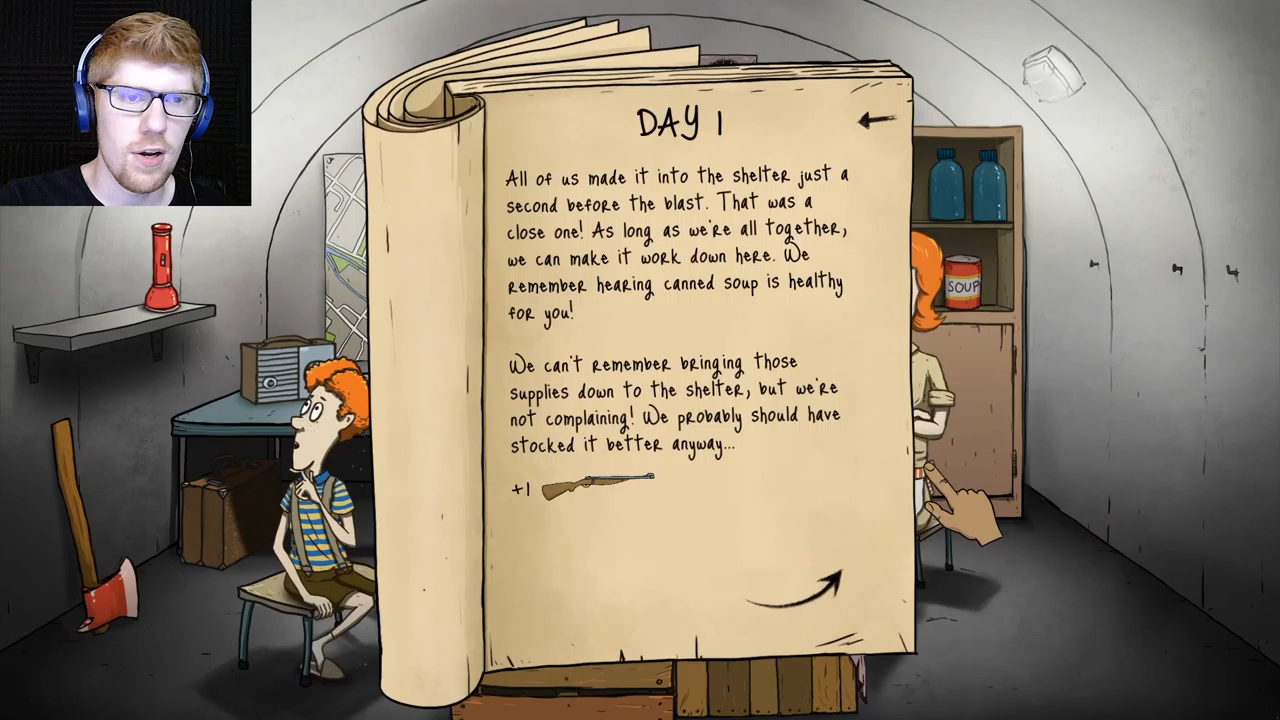 DAY 1
All of us made it into the shelter just a
second before the blast. That was a
close one! As long as we're all together,
we can make it work down here. We
remember hearing canned soup is healthy
for you!
We can't remember bringing those
supplies down to the shelter, but we're
not complaining! We probably should have
stocked it better anyway...
+1
SOUP